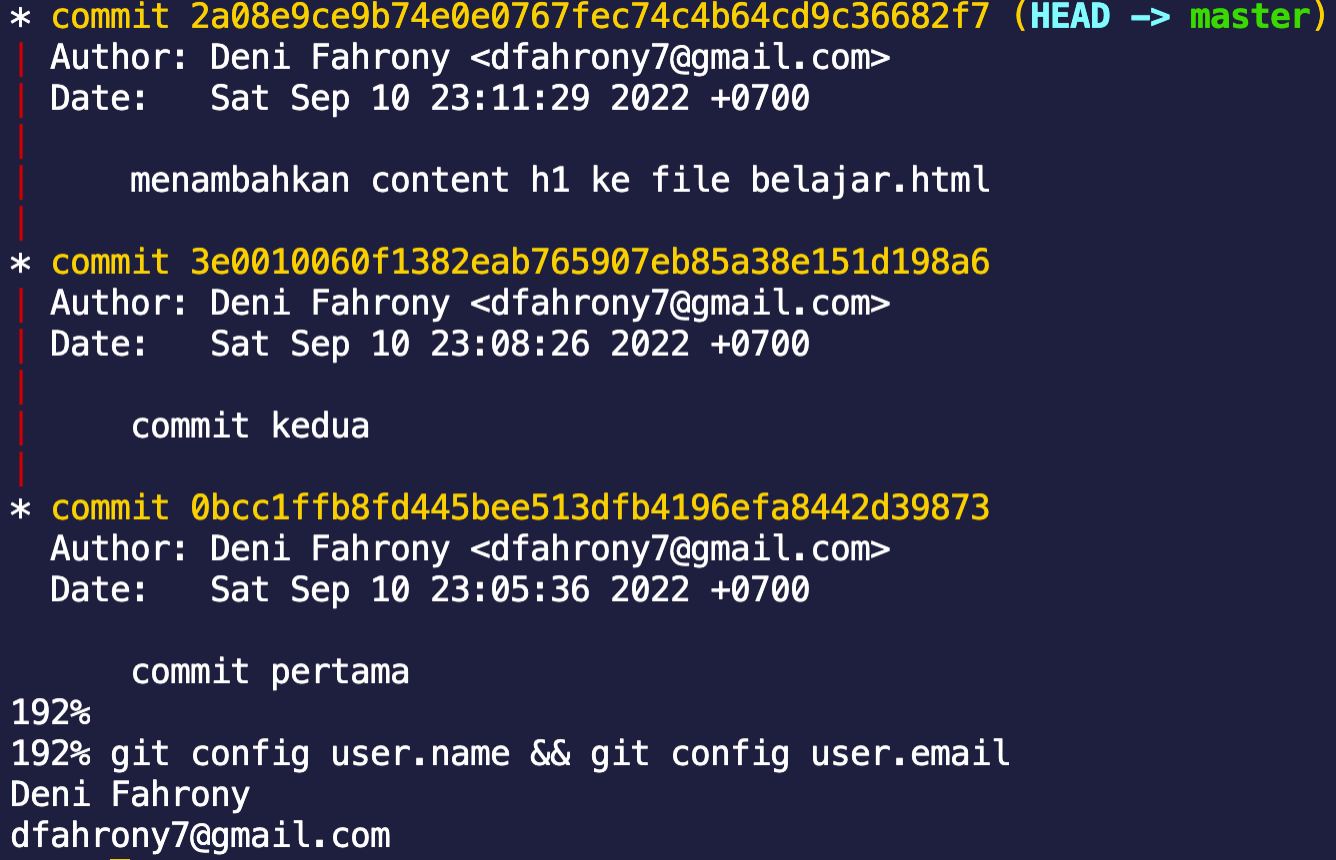 * commit 2a08e9ce9b74e0e0767fec74c4b64cd9c36682f7 (HEAD -> master)
| Author: Deni Fahrony <dfahrony7@gmail.com>
| Date:   Sat Sep 10 23:11:29 2022 +0700
|
|     menambahkan content h1 ke file belajar.html
|
* commit 3e0010060f1382eab765907eb85a38e151d198a6
| Author: Deni Fahrony <dfahrony7@gmail.com>
| Date:   Sat Sep 10 23:08:26 2022 +0700
|
|     commit kedua
|
* commit 0bcc1ffb8fd445bee513dfb4196efa8442d39873
  Author: Deni Fahrony <dfahrony7@gmail.com>
  Date:   Sat Sep 10 23:05:36 2022 +0700

      commit pertama
192%
192% git config user.name && git config user.email
Deni Fahrony
dfahrony7@gmail.com